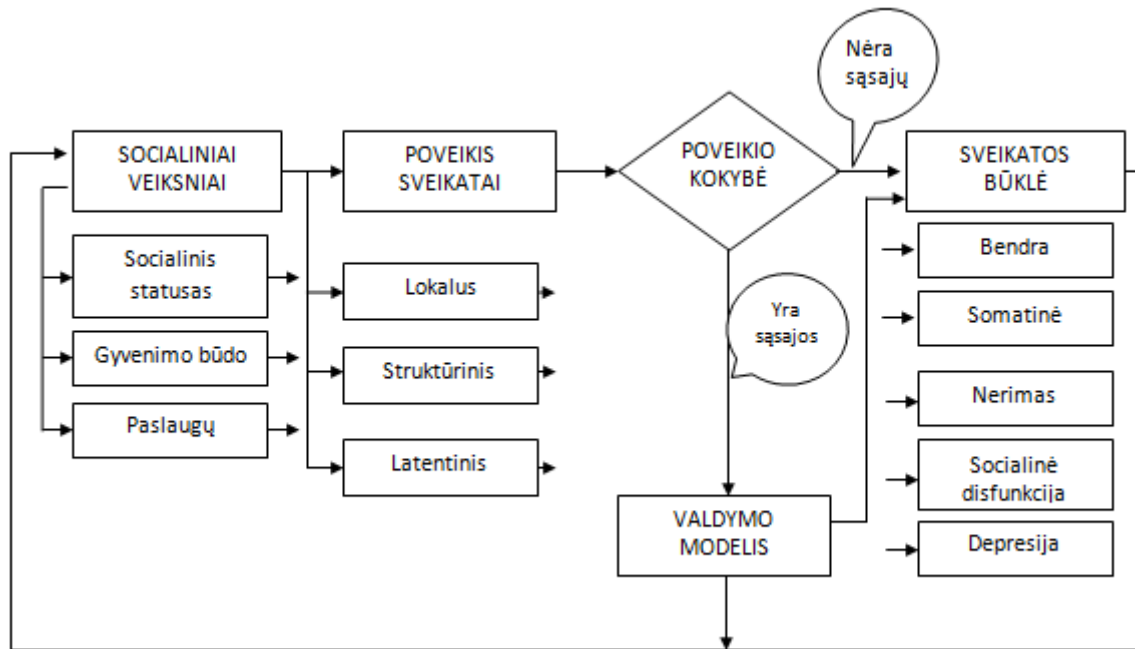 Nėra
sąsajų
SOCIALINIAI
VEIKSNIAI
POVEIKIS
SVEIKATAI
POVEIKIO
KOKYBĖ
SVEIKATOS
BŪKLĖ
Socialinis
statusas
Gyvenimo būdo
Paslaugų
Lokalus
Struktūrinis
Latentinis
Yra
sąsajos
VALDYMO
MODELIS
Bendra
Somatinė
Nerimas
Socialinė
disfunkcija
Depresija